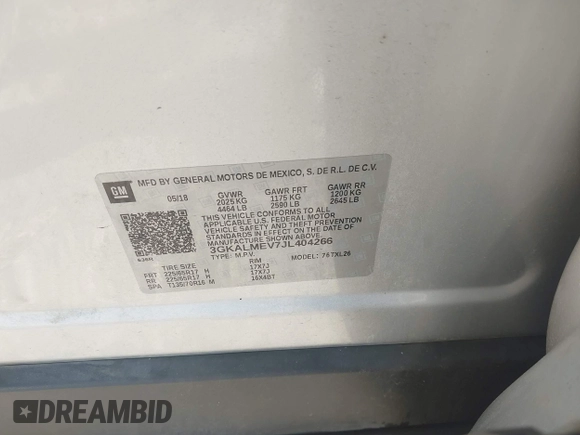 GM
MFD BY GENERAL MOTORS DE MEXICO, S. DE R.L. DE C.V.
05/18 GVWR GAWR FRT GAWR RR
2025 KG 1175 KG 1200 KG
4464 LB 2590 LB 2645 LB
THIS VEHICLE CONFORMS TO ALL
APPLICABLE U.S. FEDERAL MOTOR
VEHICLE SAFETY AND THEFT PREVENTION
STANDARDS IN EFFECT ON THE DATE OF
MANUFACTURE SHOWN ABOVE.
3GKALMEV7JL404266
TYPE: M.P.V. MODEL: 76TXL26
TIRE SIZE RIM
FRT 225/65R17 H 17X7J
RR 225/65R17 H 17X7J
SPA T135/70R16 M 16X4BT
DREAMBID